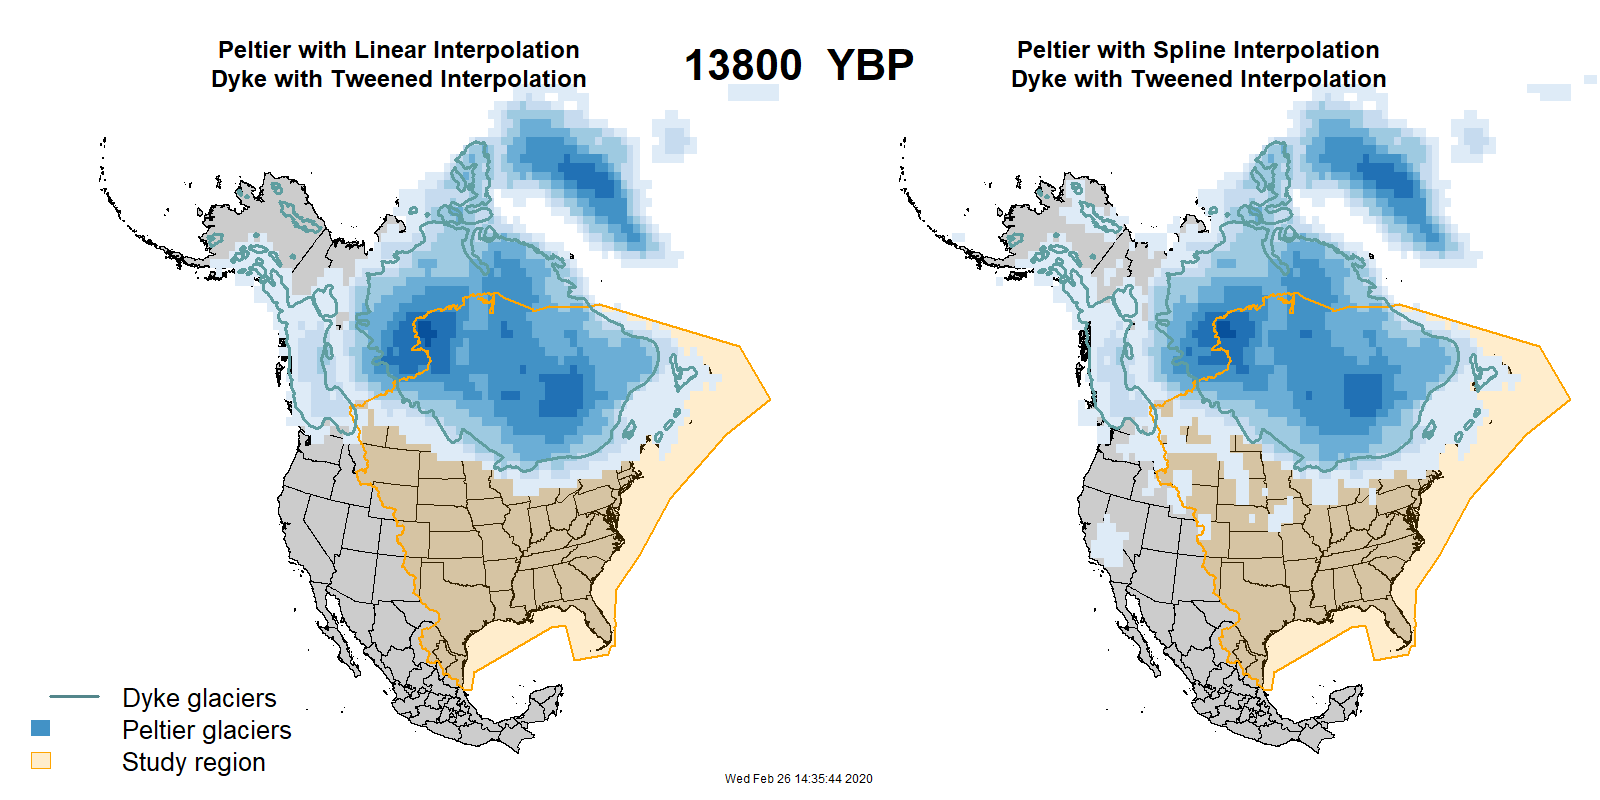 Peltier with Linear Interpolation
Dyke with Tweened Interpolation
13800 YBP
Peltier with Spline Interpolation
Dyke with Tweened Interpolation
Dyke glaciers
Peltier glaciers
Study region
Wed Feb 26 14:35:44 2020